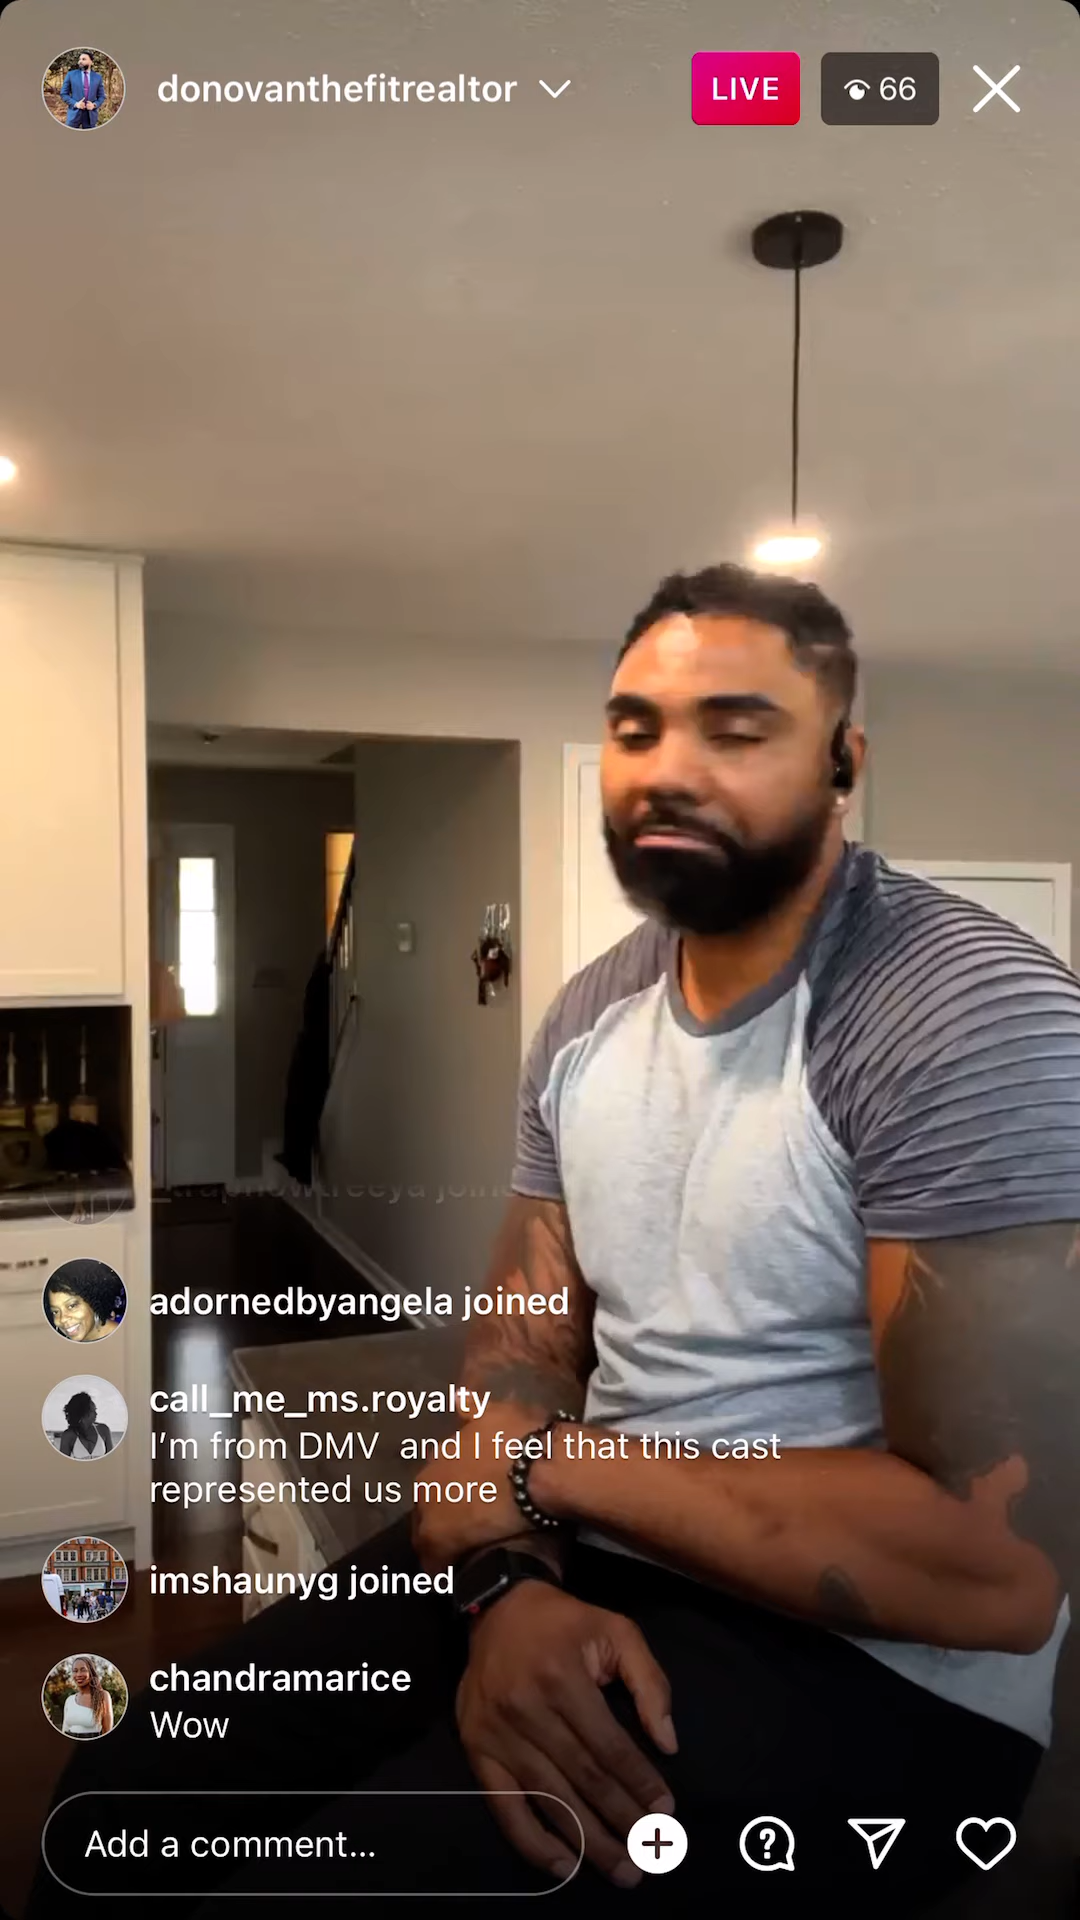 donovanthefitrealtor
LIVE
66
adornedbyangela joined
call_me_ms.royalty
I’m from DMV  and I feel that this cast
represented us more
imshaunyg joined
chandramarice
Wow
Add a comment...